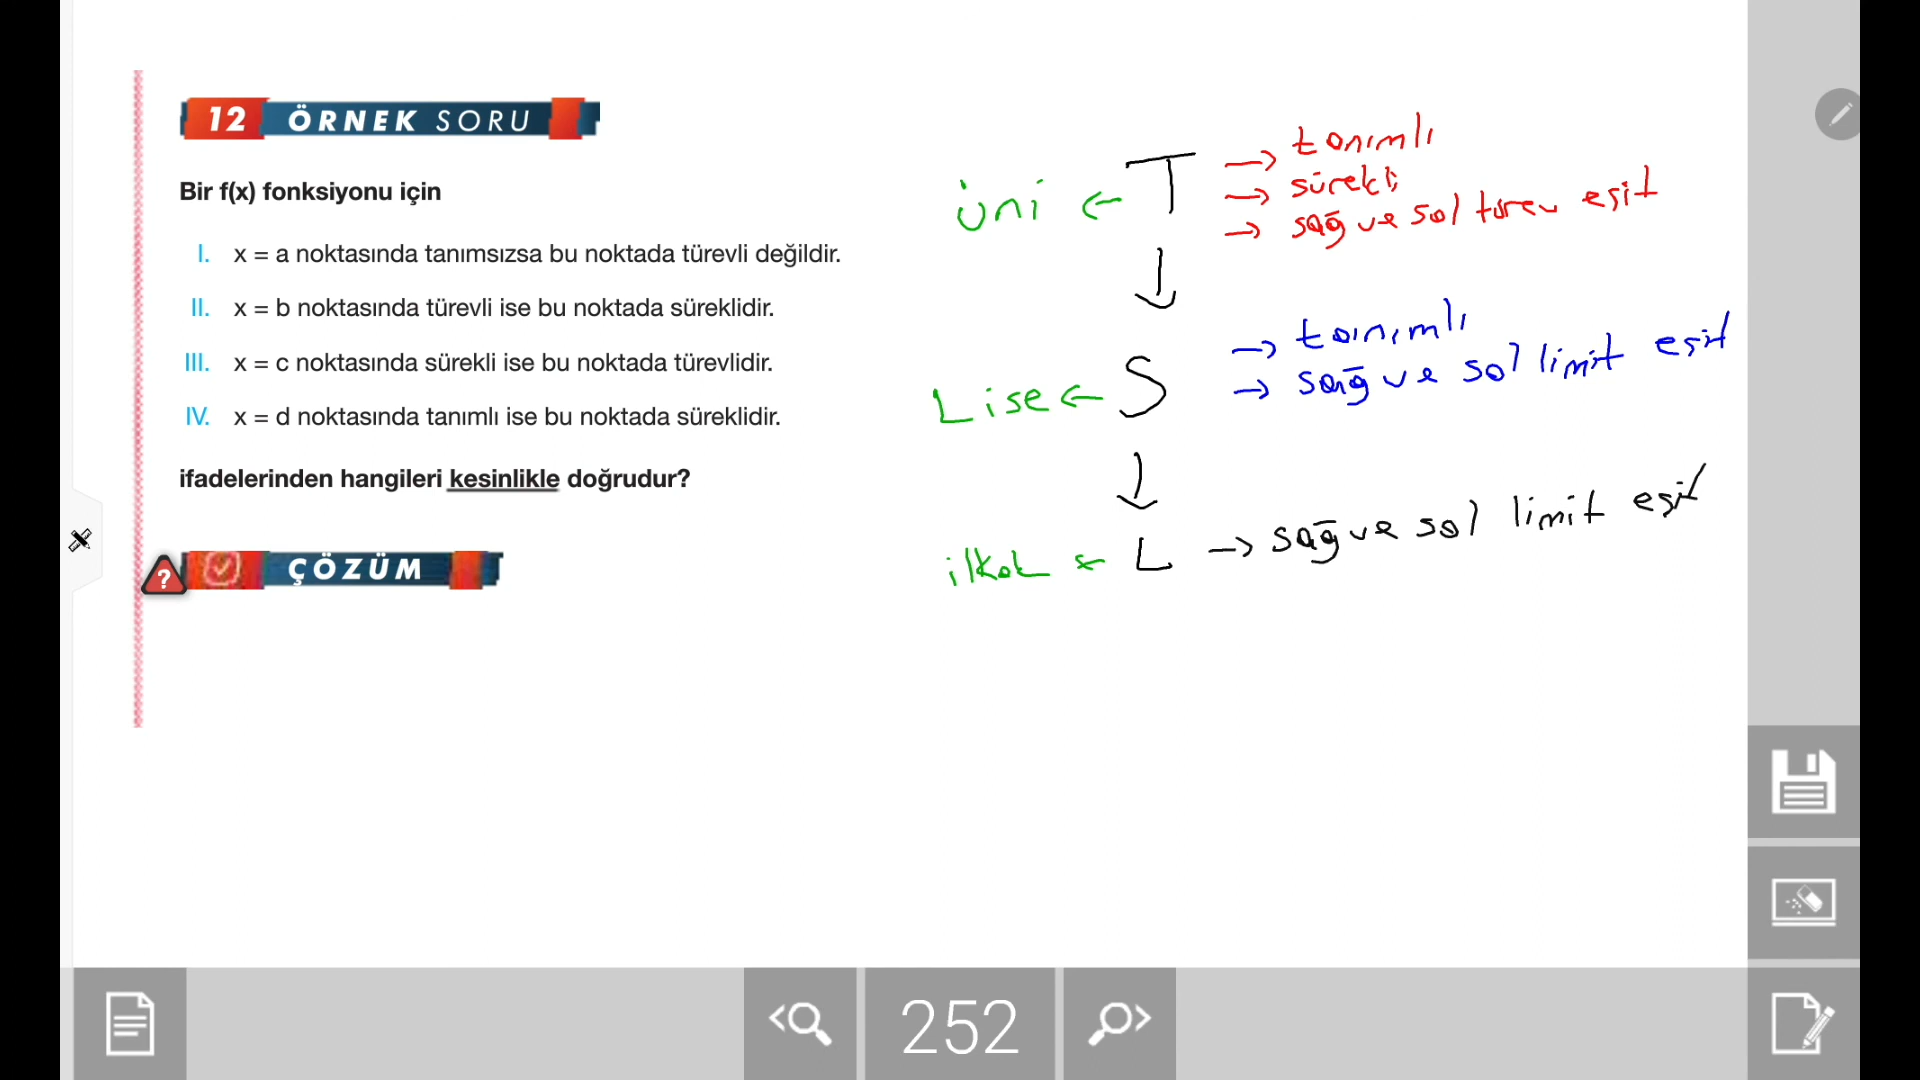 12 ÖRNEK SORU
Bir f(x) fonksiyonu için
I. x = a noktasında tanımsızsa bu noktada türevli değildir.
II. x = b noktasında türevli ise bu noktada süreklidir.
III. x = c noktasında sürekli ise bu noktada türevlidir.
IV. x = d noktasında tanımlı ise bu noktada süreklidir.
ifadelerinden hangileri kesinlikle doğrudur?
? ÇÖZÜM
üni ← T → tanımlı
→ sürekli
→ sağ ve sol türev eşit
↓
Lise ← S → tanımlı
→ sağ ve sol limit eşit
↓
ilkok ← L → sağ ve sol limit eşit
252